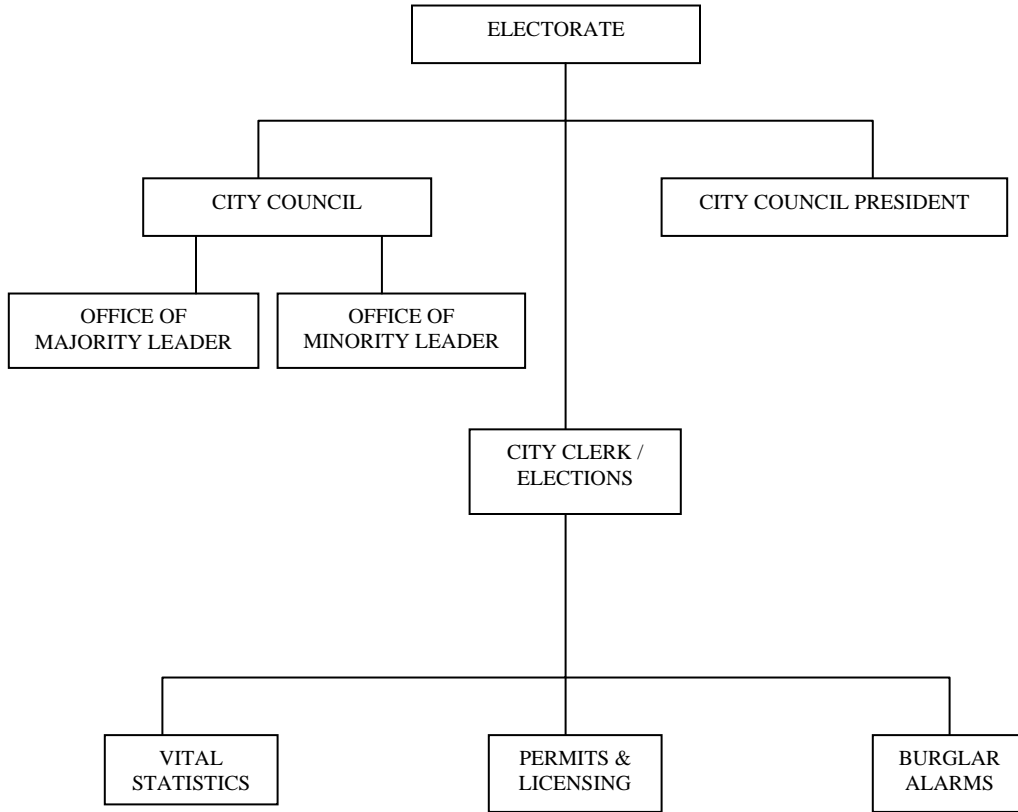 ELECTORATE
CITY COUNCIL
CITY COUNCIL PRESIDENT
OFFICE OF
MAJORITY LEADER
OFFICE OF
MINORITY LEADER
CITY CLERK /
ELECTIONS
VITAL
STATISTICS
PERMITS &
LICENSING
BURGLAR
ALARMS